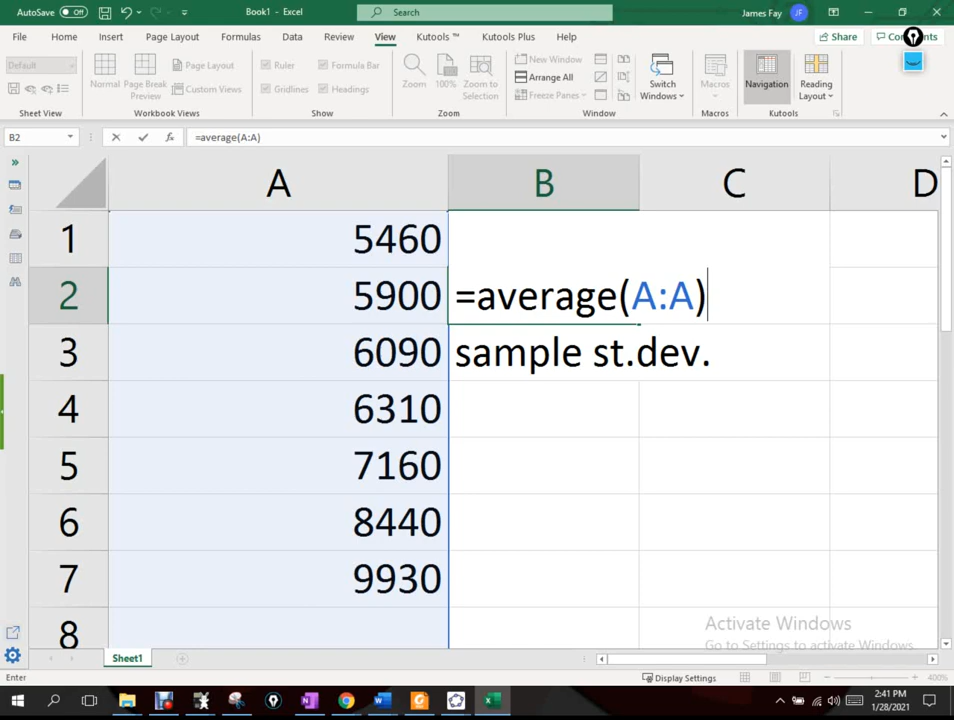 AutoSave Off Book1 - Excel Search James Fay JF
File Home Insert Page Layout Formulas Data Review View Kutools ™ Kutools Plus Help Share Comments
Default Normal Page Break Preview Page Layout Custom Views Ruler Formula Bar Gridlines Headings Zoom 100% Zoom to Selection New Window Arrange All Freeze Panes Switch Windows Macros Navigation Reading Layout
Sheet View Workbook Views Show Zoom Window Macros Kutools
B2 fx =average(A:A)
A B C D
1 5460
2 5900 =average(A:A)
3 6090 sample st.dev.
4 6310
5 7160
6 8440
7 9930
8
Activate Windows
Go to Settings to activate Windows.
Sheet1
Enter Display Settings 400%
2:41 PM
1/28/2021